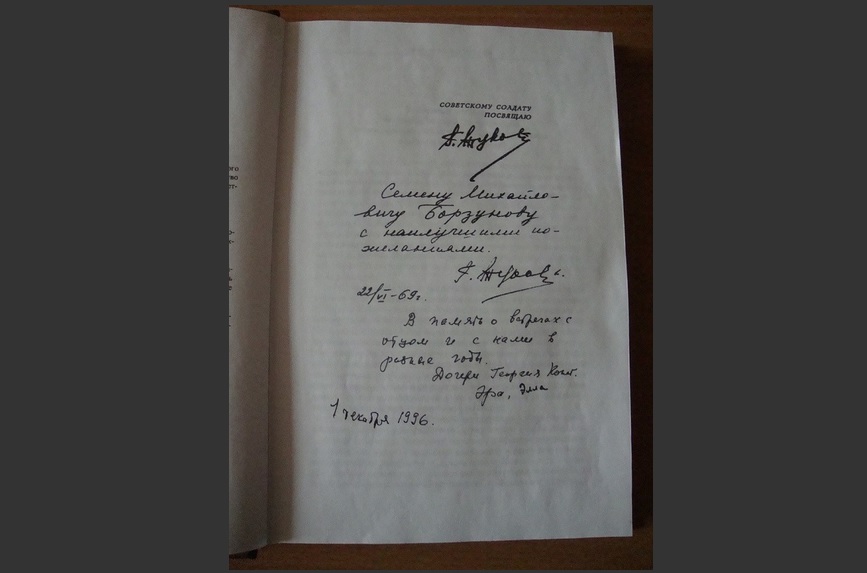 СОВЕТСКОМУ СОЛДАТУ
ПОСВЯЩАЮ
Г. Жуков
Семену Михайло-
вичу Борзунову
с наилучшими по-
желаниями.
Г. Жуков
22/VI-69г.
В память о встречах с
отцом и с нами в
разные годы.
Дочери Георгия Конст.
Эра, Элла
1 декабря 1996.